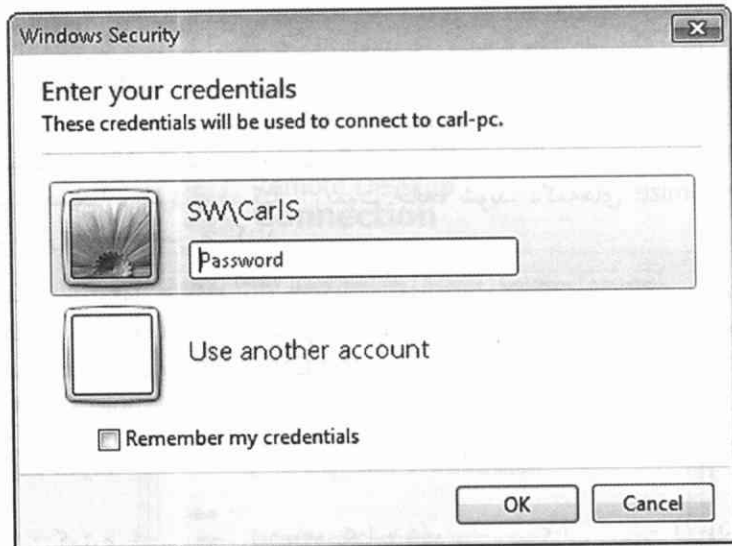 Windows Security
Enter your credentials
These credentials will be used to connect to carl-pc.
SW\CarlS
Password
Use another account
Remember my credentials
OK
Cancel